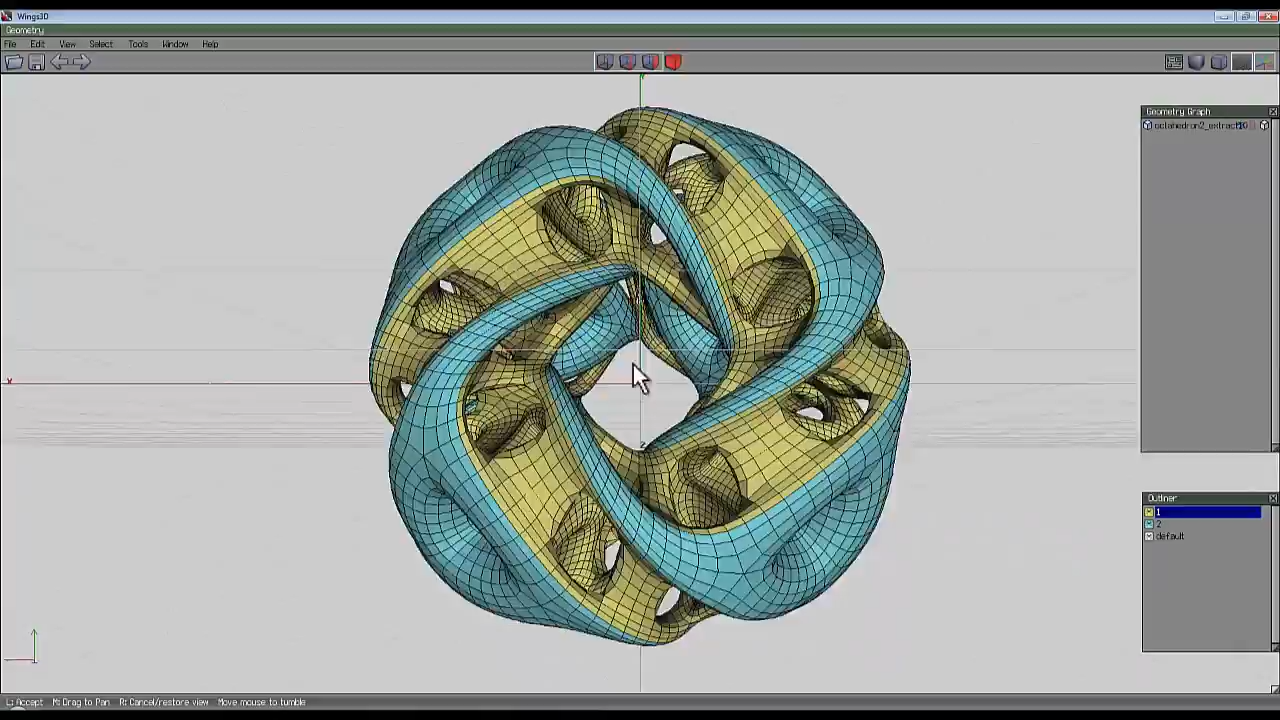 Wings3D
Geometry
File Edit View Select Tools Window Help
Y
Geometry Graph
X
Z
Outliner
1
2
default
L: Accept M: Drag to Pan R: Cancel/restore view Move mouse to tumble